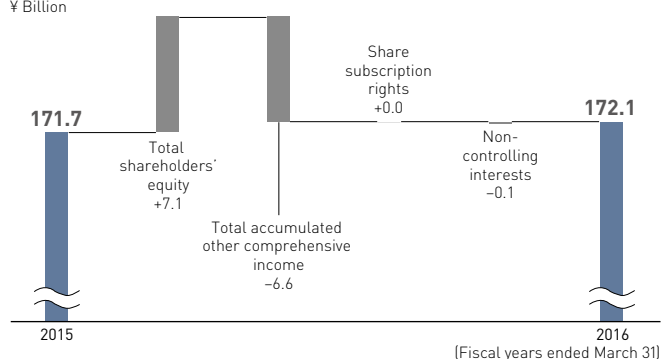 ¥ Billion
171.7
Total
shareholders’
equity
+7.1
Total accumulated
other comprehensive
income
−6.6
Share
subscription
rights
+0.0
Non-
controlling
interests
−0.1
172.1
2015
2016
(Fiscal years ended March 31)